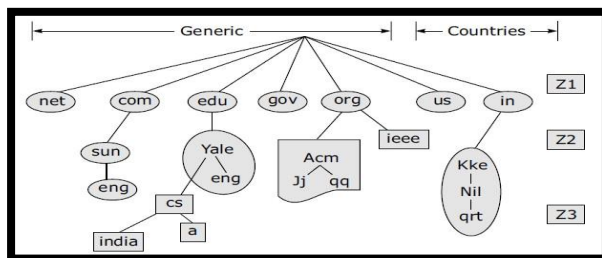 Generic Countries
net com edu gov org us in Z1
sun Yale eng Acm Jj qq ieee Kke Z2
eng cs Nil
india a qrt Z3